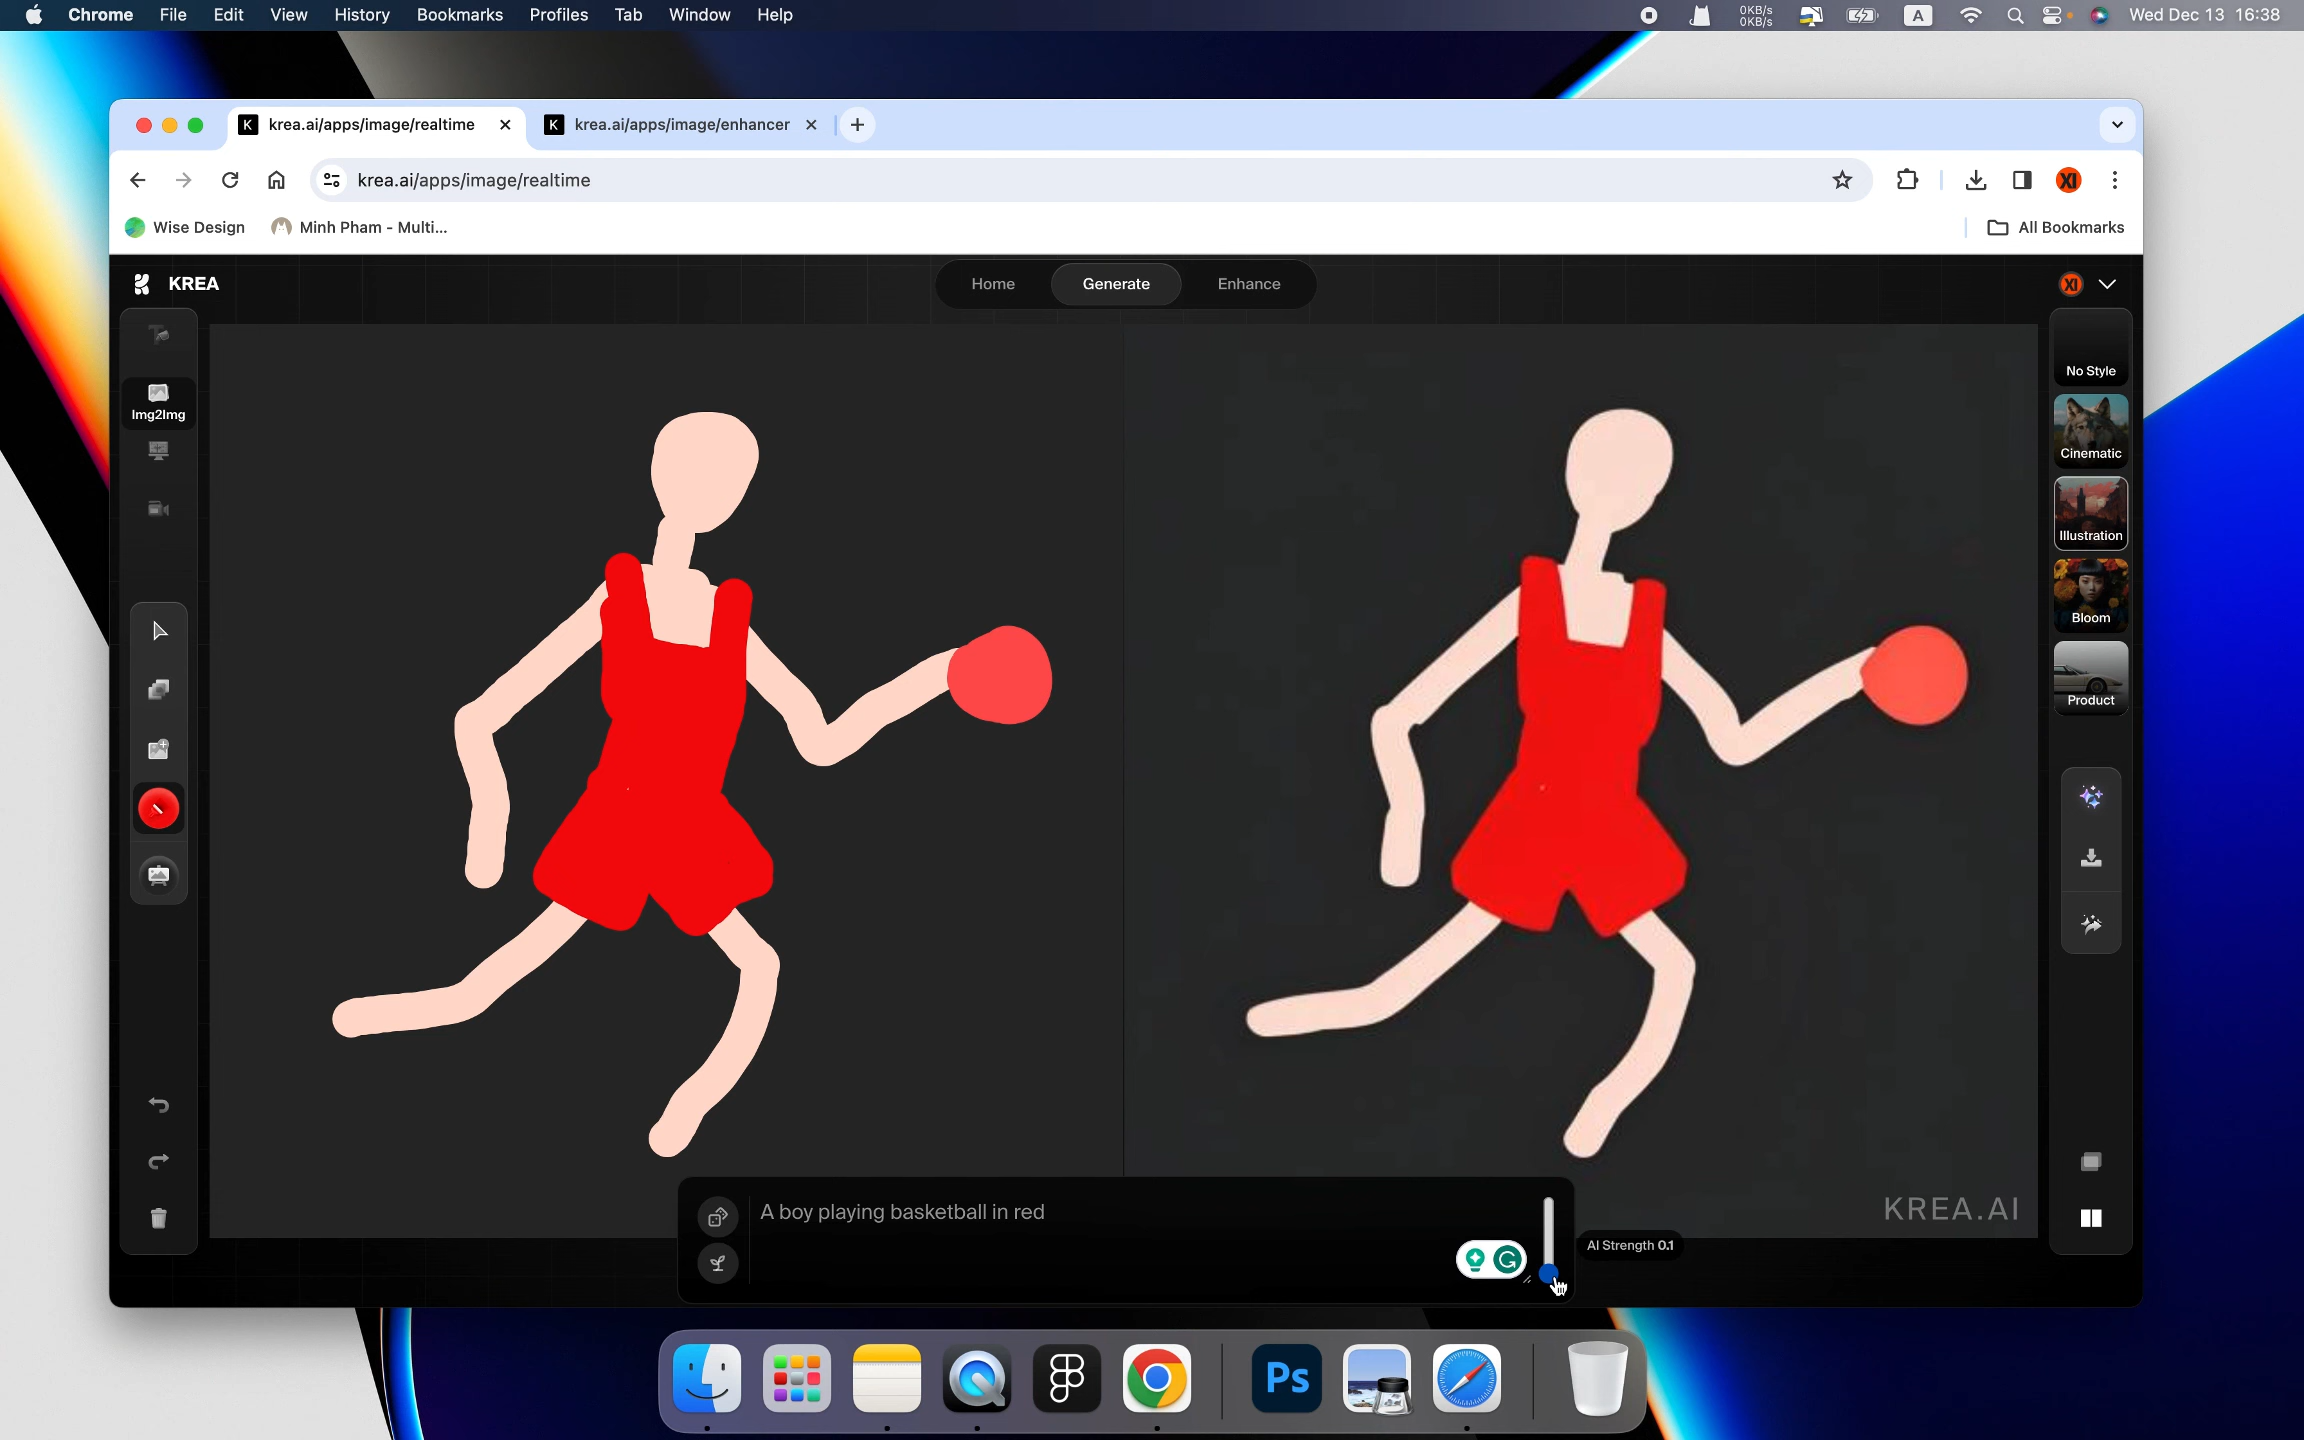 Chrome File Edit View History Bookmarks Profiles Tab Window Help
0KB/s
0KB/s
A
Wed Dec 13 16:38
K krea.ai/apps/image/realtime
K krea.ai/apps/image/enhancer
krea.ai/apps/image/realtime
XI
Wise Design
Minh Pham - Multi...
All Bookmarks
KREA
Home Generate Enhance
XI
Img2Img
No Style
Cinematic
Illustration
Bloom
Product
A boy playing basketball in red
AI Strength 0.1
KREA.AI
Ps